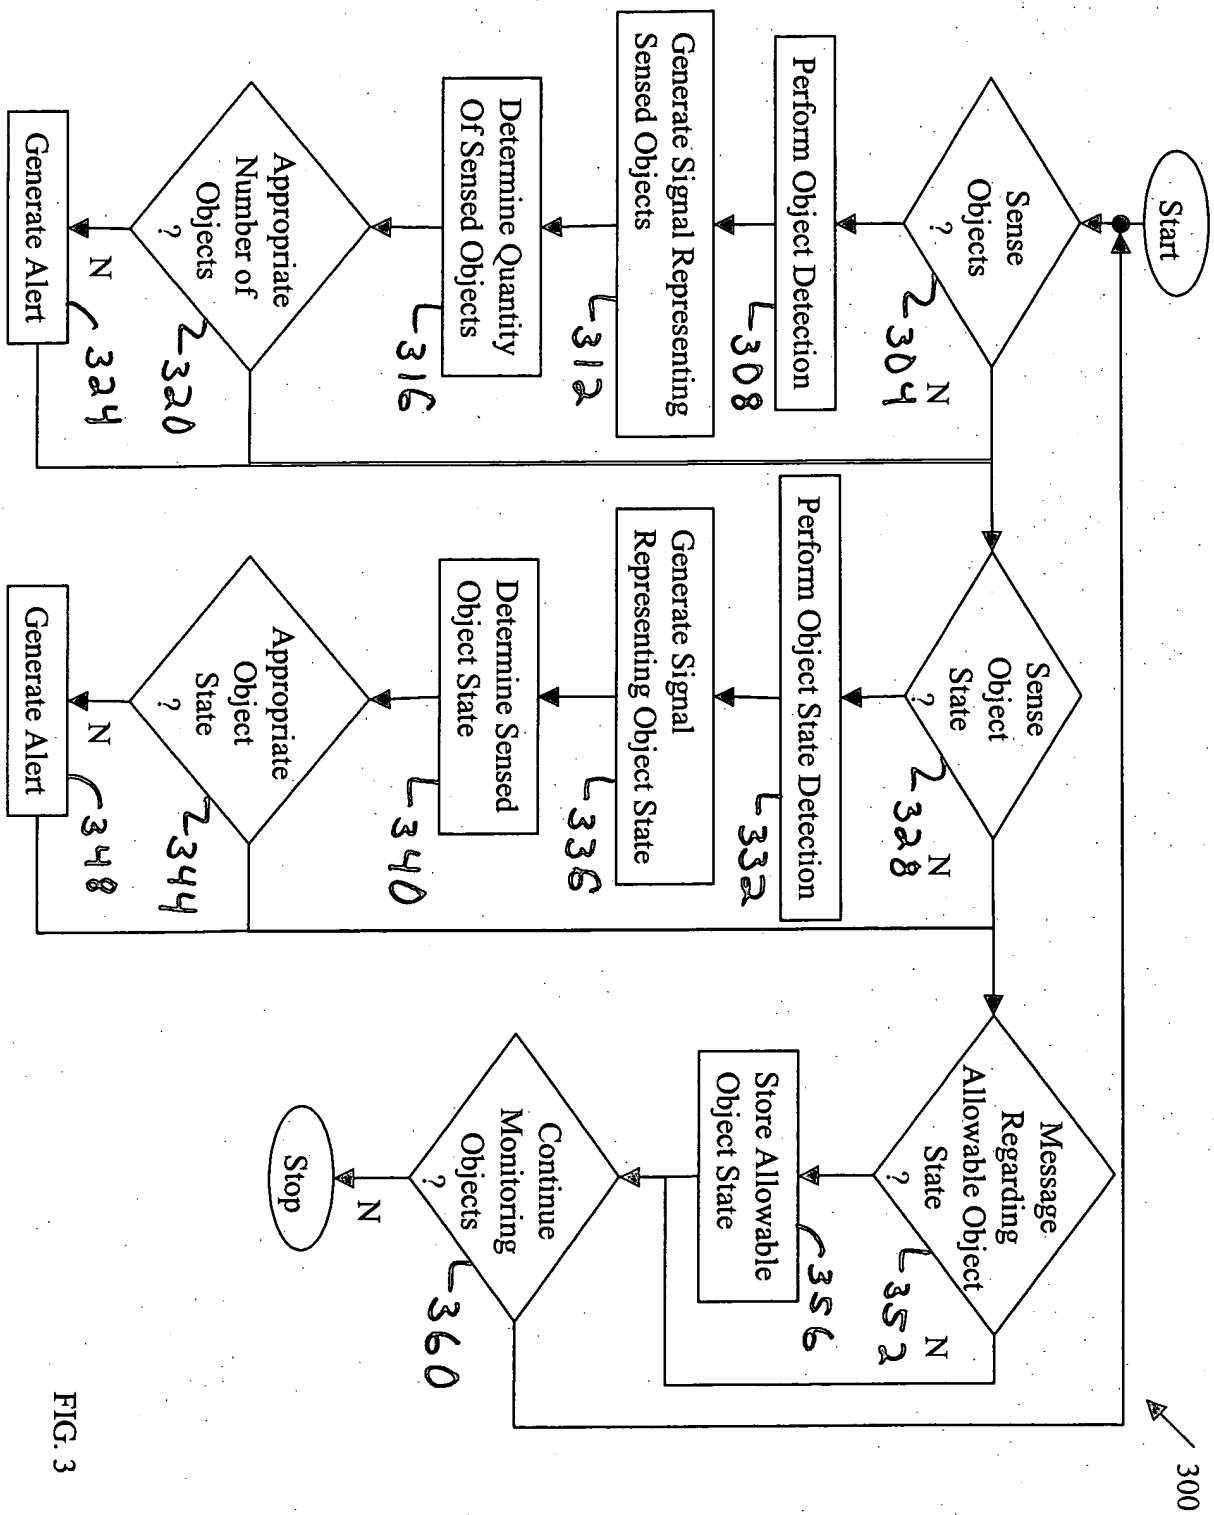 300
Start
Sense
Objects
?
304
N
Perform Object Detection
308
Generate Signal Representing
Sensed Objects
312
Determine Quantity
Of Sensed Objects
316
Appropriate
Number of
Objects
?
320
N
Generate Alert
324
Sense
Object
State
?
328
N
Perform Object State Detection
332
Generate Signal
Representing Object State
336
Determine Sensed
Object State
340
Appropriate
Object
State
?
344
N
Generate Alert
348
Message
Regarding
Allowable Object
State
?
352
N
Store Allowable
Object State
356
Continue
Monitoring
Objects
?
360
N
Stop
FIG. 3